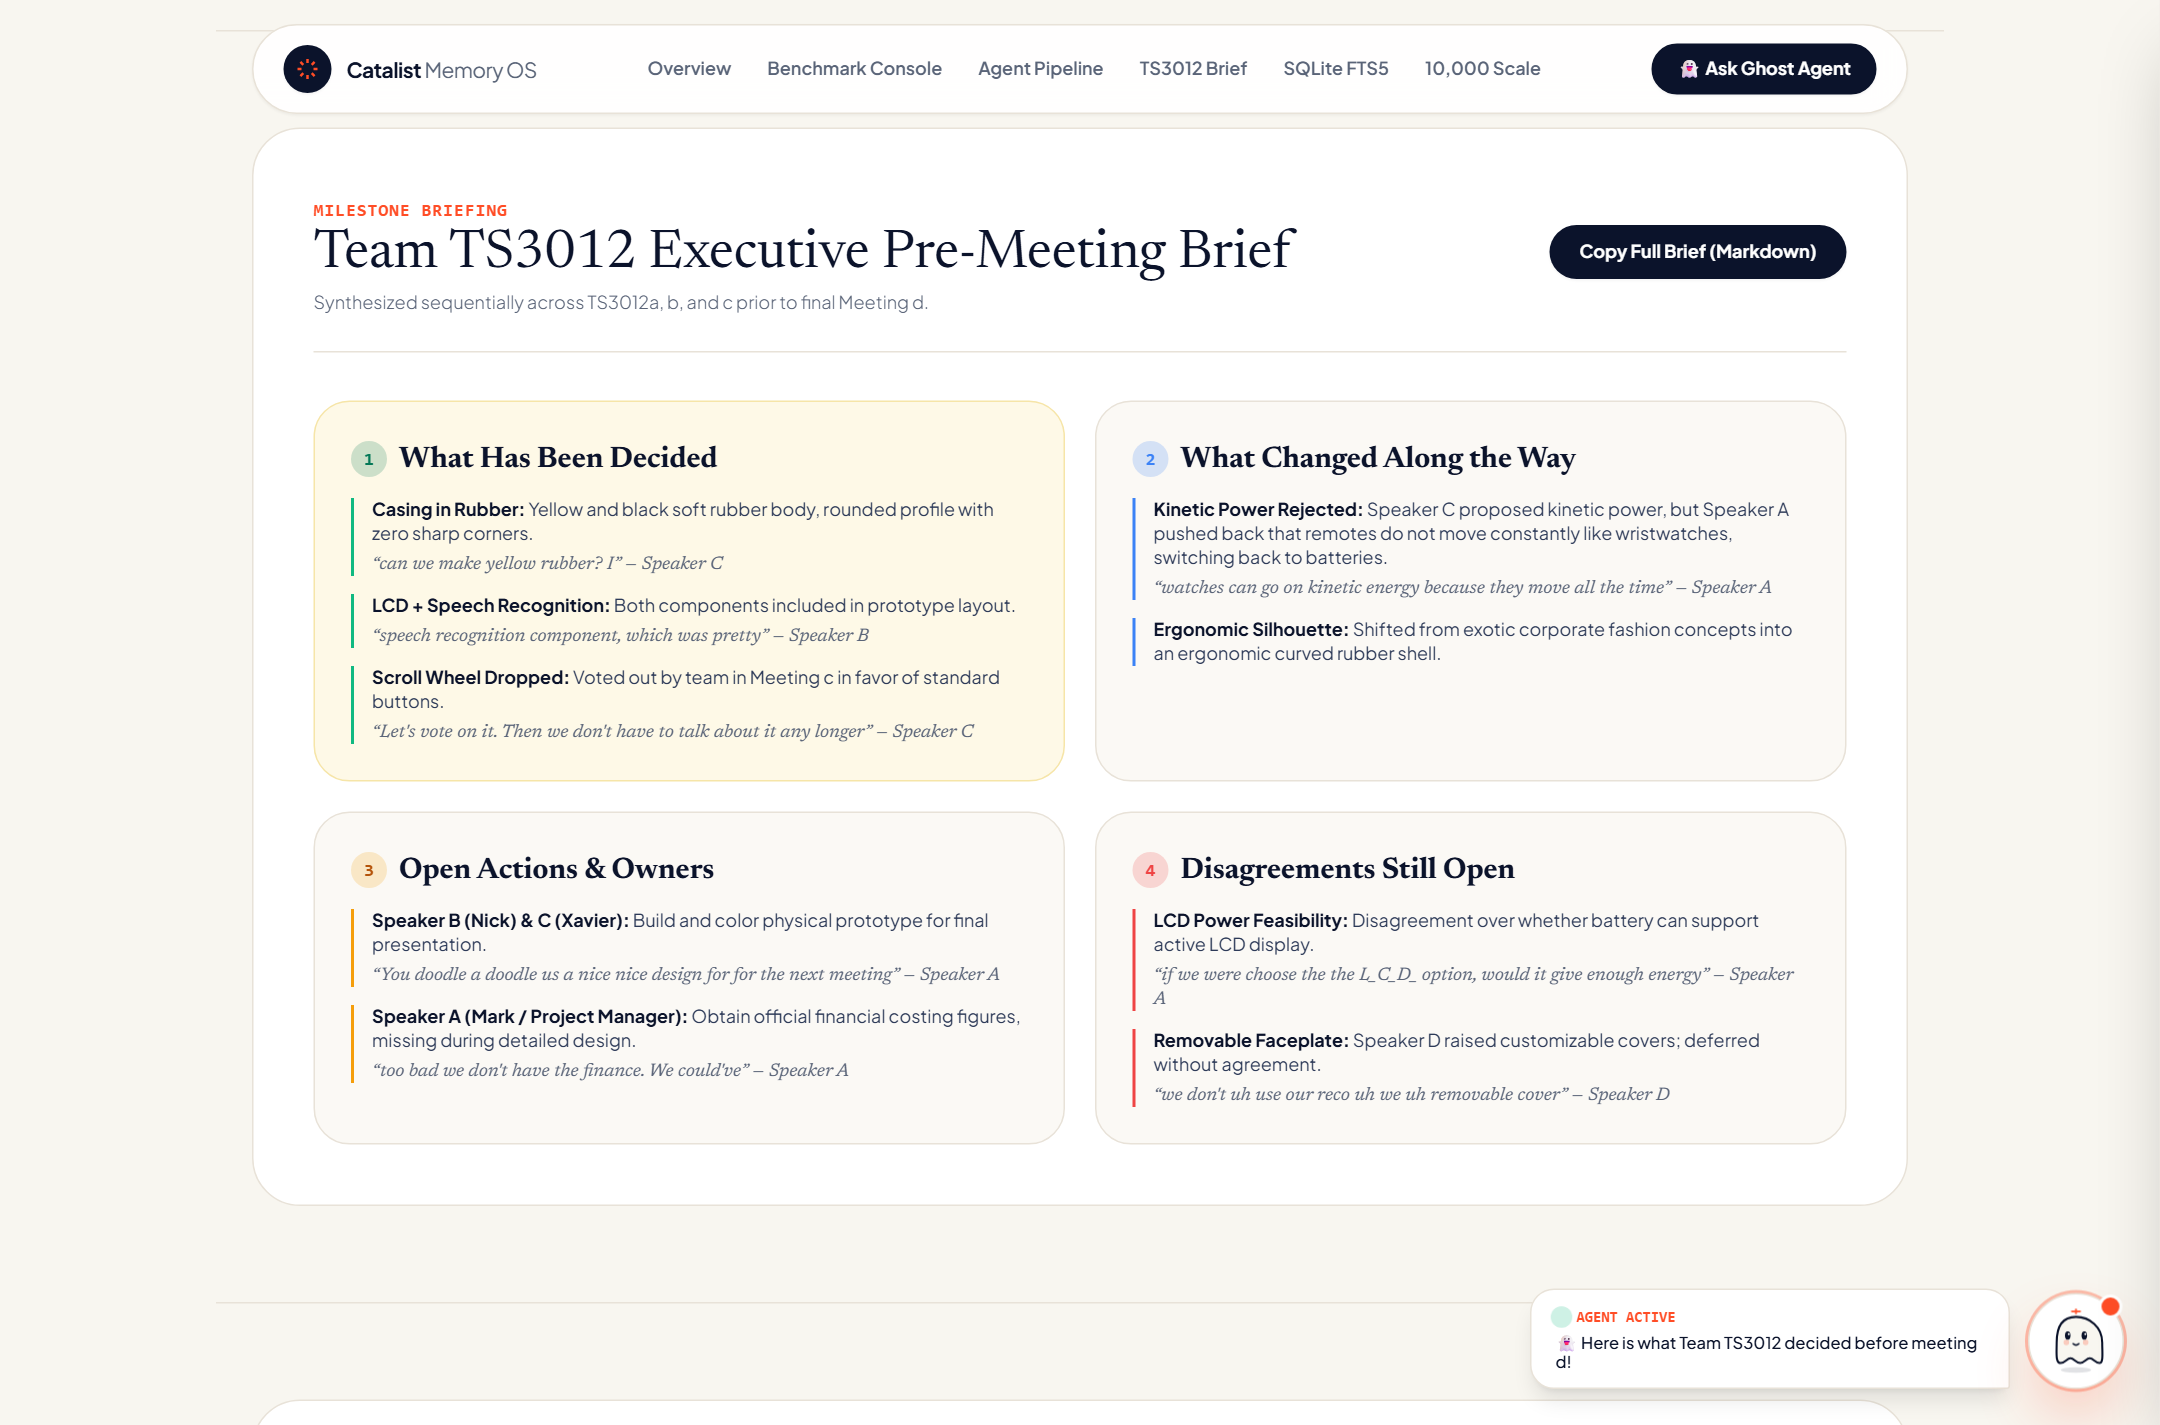 Catalist Memory OS
Overview
Benchmark Console
Agent Pipeline
TS3012 Brief
SQLite FTS5
10,000 Scale
👻 Ask Ghost Agent
MILESTONE BRIEFING
Team TS3012 Executive Pre-Meeting Brief
Synthesized sequentially across TS3012a, b, and c prior to final Meeting d.
Copy Full Brief (Markdown)
1 What Has Been Decided
Casing in Rubber: Yellow and black soft rubber body, rounded profile with
zero sharp corners.
“can we make yellow rubber? I” – Speaker C
LCD + Speech Recognition: Both components included in prototype layout.
“speech recognition component, which was pretty” – Speaker B
Scroll Wheel Dropped: Voted out by team in Meeting c in favor of standard
buttons.
“Let's vote on it. Then we don't have to talk about it any longer” – Speaker C
2 What Changed Along the Way
Kinetic Power Rejected: Speaker C proposed kinetic power, but Speaker A
pushed back that remotes do not move constantly like wristwatches,
switching back to batteries.
“watches can go on kinetic energy because they move all the time” – Speaker A
Ergonomic Silhouette: Shifted from exotic corporate fashion concepts into
an ergonomic curved rubber shell.
3 Open Actions & Owners
Speaker B (Nick) & C (Xavier): Build and color physical prototype for final
presentation.
“You doodle a doodle us a nice nice design for for the next meeting” – Speaker A
Speaker A (Mark / Project Manager): Obtain official financial costing figures,
missing during detailed design.
“too bad we don't have the finance. We could've” – Speaker A
4 Disagreements Still Open
LCD Power Feasibility: Disagreement over whether battery can support
active LCD display.
“if we were choose the the L_C_D_ option, would it give enough energy” – Speaker
A
Removable Faceplate: Speaker D raised customizable covers; deferred
without agreement.
“we don't uh use our reco uh we uh removable cover” – Speaker D
AGENT ACTIVE
👻 Here is what Team TS3012 decided before meeting
d!